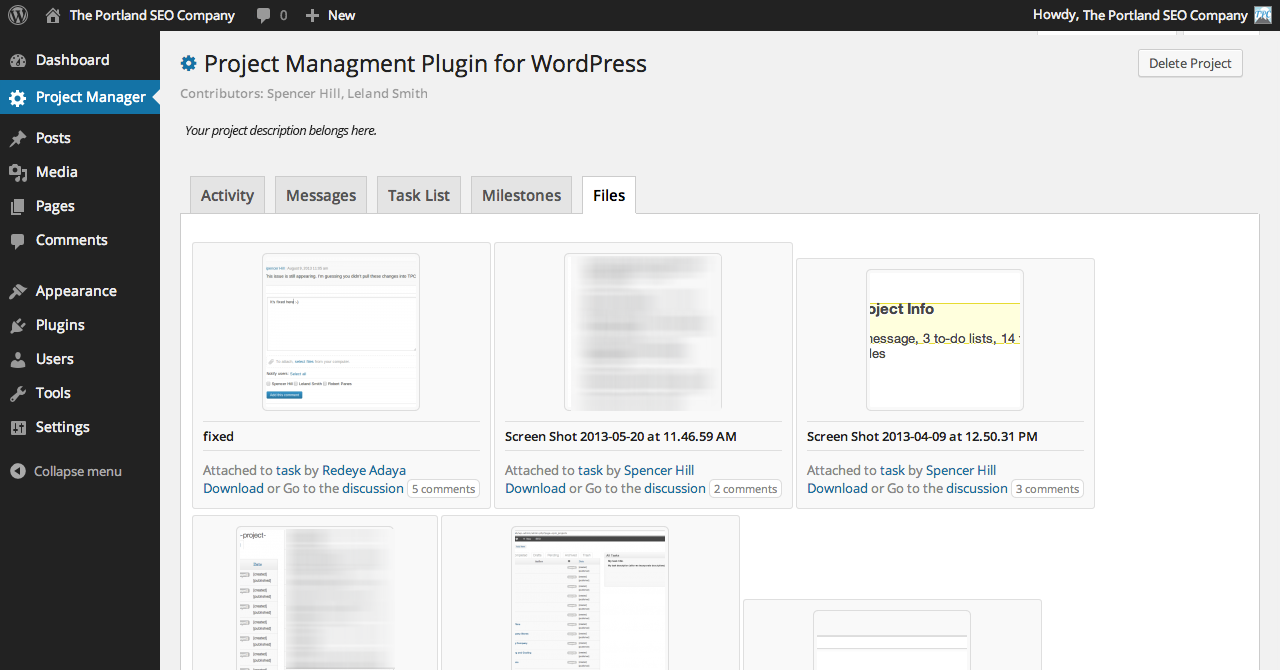 The Portland SEO Company 0 + New Howdy, The Portland SEO Company
Dashboard
Project Manager
Posts
Media
Pages
Comments
Appearance
Plugins
Users
Tools
Settings
Collapse menu
Project Managment Plugin for WordPress Delete Project
Contributors: Spencer Hill, Leland Smith
Your project description belongs here.
Activity Messages Task List Milestones Files
Spencer Hill August 6, 2013 11:00 am
This issue is still appearing. I'm guessing you didn't pull these changes into TPC
It's fixed here! ;)
To attach, select files from your computer.
Notify users: Select all
Spencer Hill Leland Smith Robert Eanes
Add this comment
fixed
Attached to task by Redeye Adaya
Download or Go to the discussion 5 comments
Screen Shot 2013-05-20 at 11.46.59 AM
Attached to task by Spencer Hill
Download or Go to the discussion 2 comments
oject Info
nessage, 3 to-do lists, 14
les
Screen Shot 2013-04-09 at 12.50.31 PM
Attached to task by Spencer Hill
Download or Go to the discussion 3 comments
-project-
Date
(created)
(published)
(created)
(published)
(created)
(published)
(created)
(published)
(created)
(published)
(created)
All Tasks